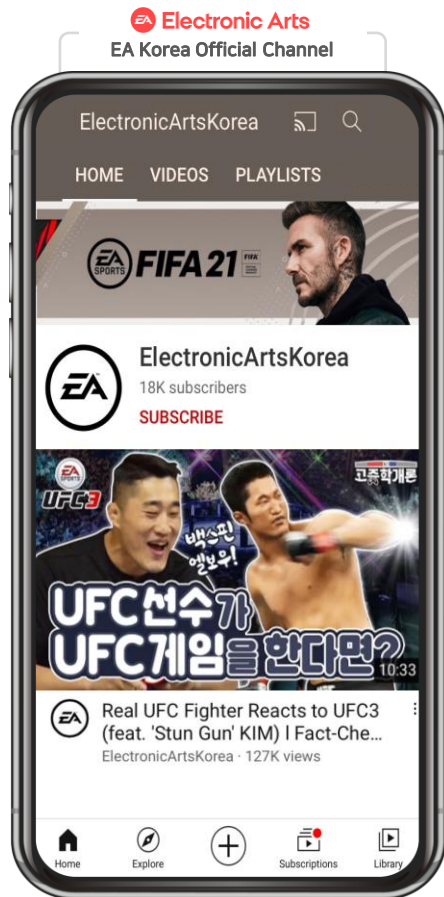 EA Electronic Arts
EA Korea Official Channel
ElectronicArtsKorea
HOME VIDEOS PLAYLISTS
EA SPORTS FIFA 21 FIFA
EA ElectronicArtsKorea
18K subscribers
SUBSCRIBE
EA SPORTS
UFC3
고증학개론
백스핀
엘보우!
UFC선수가
UFC게임을 한다면?
10:33
EA Real UFC Fighter Reacts to UFC3
(feat. 'Stun Gun' KIM) l Fact-Che...
ElectronicArtsKorea · 127K views
Home Explore Subscriptions Library